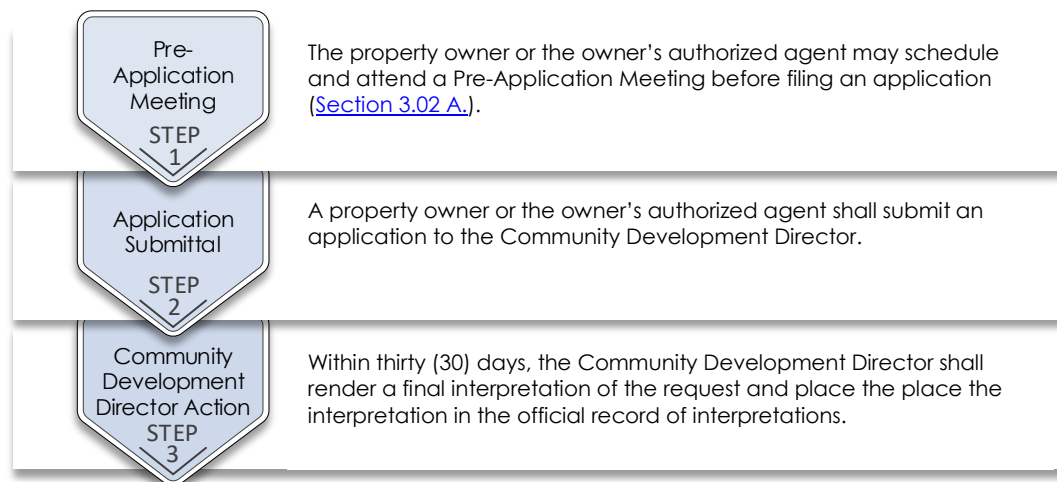 Pre-
Application
Meeting
STEP
1
The property owner or the owner’s authorized agent may schedule
and attend a Pre-Application Meeting before filing an application
(Section 3.02 A.).
Application
Submittal
STEP
2
A property owner or the owner’s authorized agent shall submit an
application to the Community Development Director.
Community
Development
Director Action
STEP
3
Within thirty (30) days, the Community Development Director shall
render a final interpretation of the request and place the place the
interpretation in the official record of interpretations.